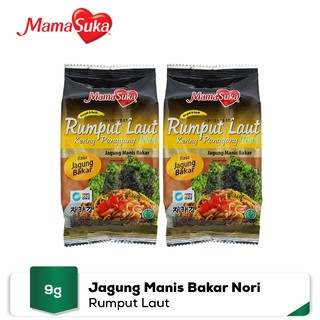 MamaSuka
MamaSuka
Rumput Laut
Kering Panggang
Jagung Manis Bakar
Rasa
Jagung
Bakar
MamaSuka
Rumput Laut
Kering Panggang
Jagung Manis Bakar
Rasa
Jagung
Bakar
9g
Jagung Manis Bakar Nori
Rumput Laut